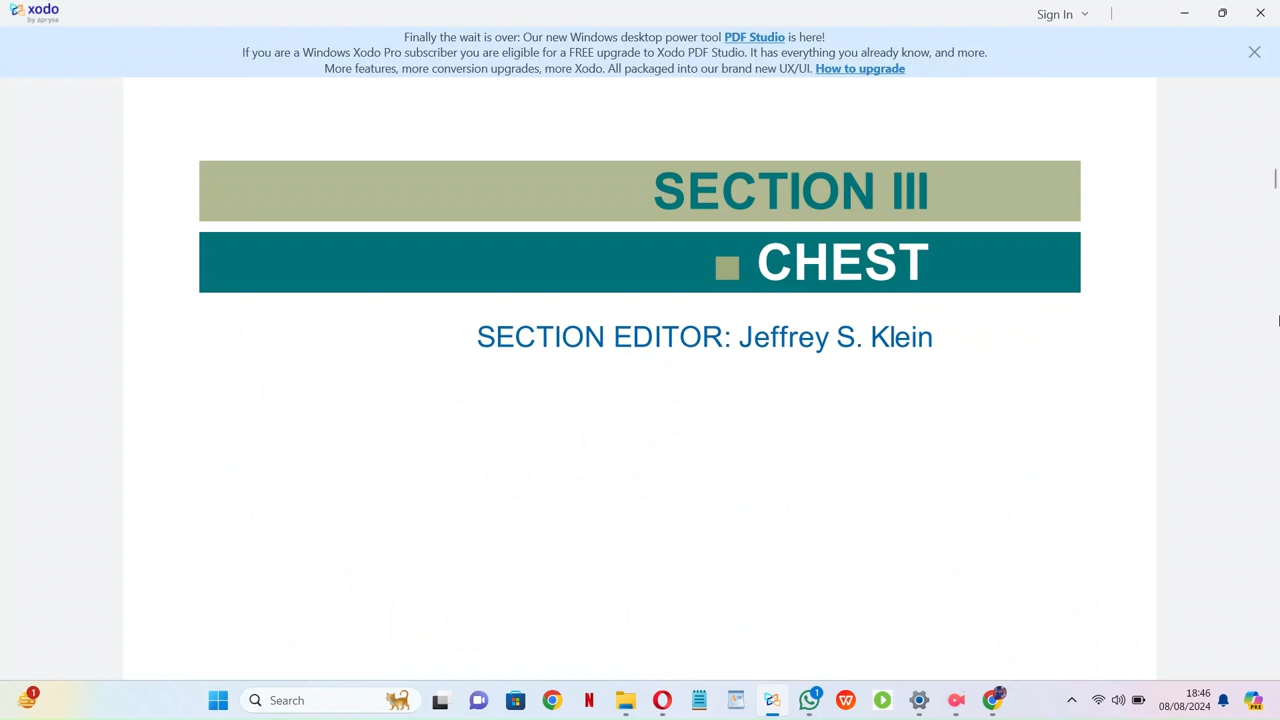 xodo
by apryse
Sign In
Finally the wait is over: Our new Windows desktop power tool PDF Studio is here!
If you are a Windows Xodo Pro subscriber you are eligible for a FREE upgrade to Xodo PDF Studio. It has everything you already know, and more.
More features, more conversion upgrades, more Xodo. All packaged into our brand new UX/UI. How to upgrade
SECTION III
CHEST
SECTION EDITOR: Jeffrey S. Klein
1
Search
N
1
W
18:46
08/08/2024